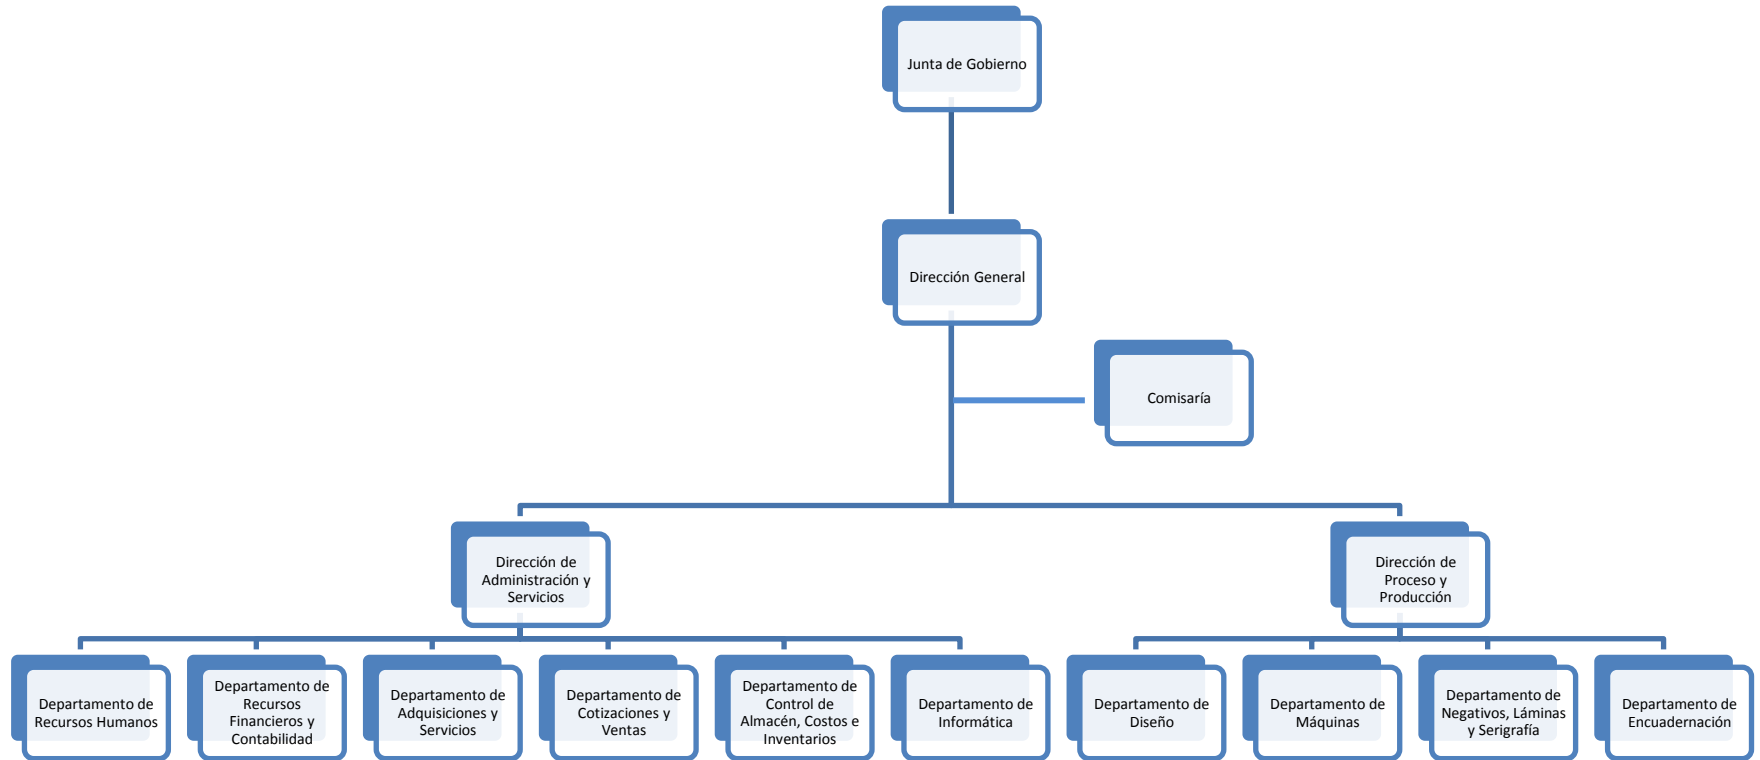 Junta de Gobierno
Dirección General
Comisaría
Dirección de
Administración y
Servicios
Dirección de
Proceso y
Producción
Departamento de
Recursos Humanos
Departamento de
Recursos
Financieros y
Contabilidad
Departamento de
Adquisiciones y
Servicios
Departamento de
Cotizaciones y
Ventas
Departamento de
Control de
Almacén, Costos e
Inventarios
Departamento de
Informática
Departamento de
Diseño
Departamento de
Máquinas
Departamento de
Negativos, Láminas
y Serigrafía
Departamento de
Encuadernación